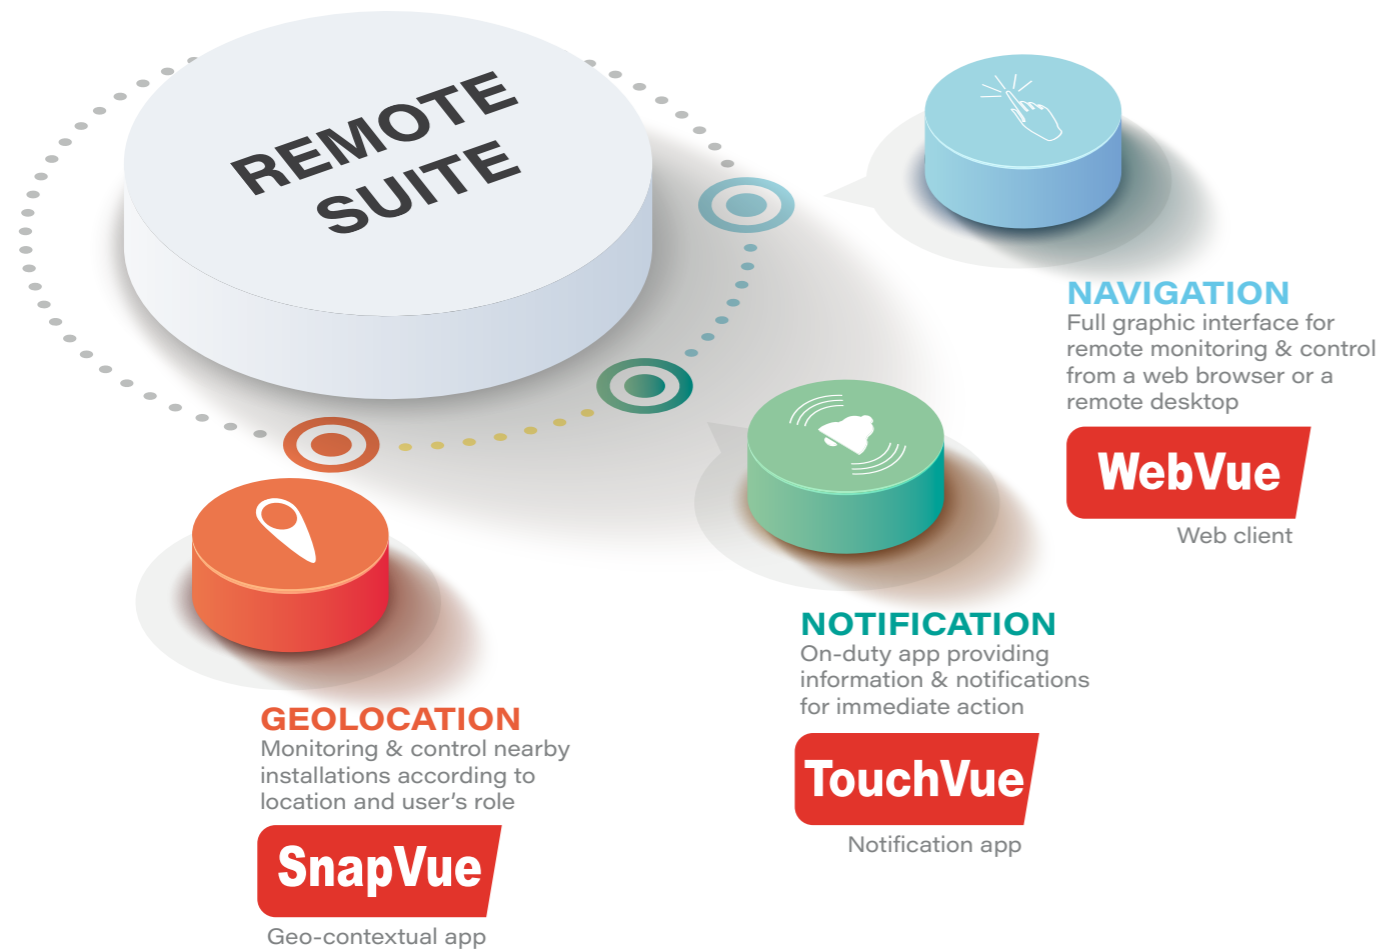 REMOTE
SUITE
NAVIGATION
Full graphic interface for
remote monitoring & control
from a web browser or a
remote desktop
WebVue
Web client
NOTIFICATION
On-duty app providing
information & notifications
for immediate action
TouchVue
Notification app
GEOLOCATION
Monitoring & control nearby
installations according to
location and user's role
SnapVue
Geo-contextual app